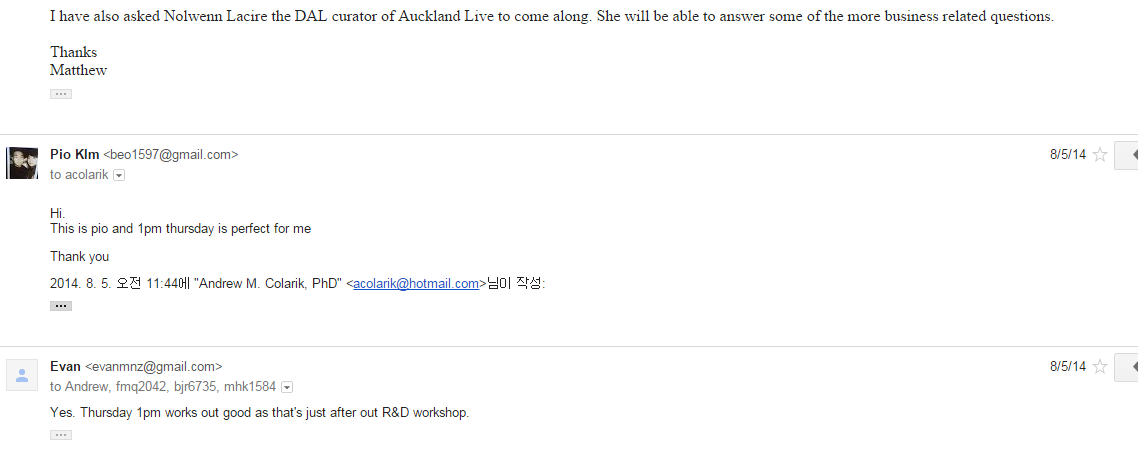 I have also asked Nolwenn Lacire the DAL curator of Auckland Live to come along. She will be able to answer some of the more business related questions.
Thanks
Matthew
Pio KIm <beo1597@gmail.com>
8/5/14
to acolarik
Hi.
This is pio and 1pm thursday is perfect for me
Thank you
2014. 8. 5. 오전 11:44에 "Andrew M. Colarik, PhD" <acolarik@hotmail.com>님이 작성:
Evan <evanmnz@gmail.com>
8/5/14
to Andrew, fmq2042, bjr6735, mhk1584
Yes. Thursday 1pm works out good as that's just after out R&D workshop.